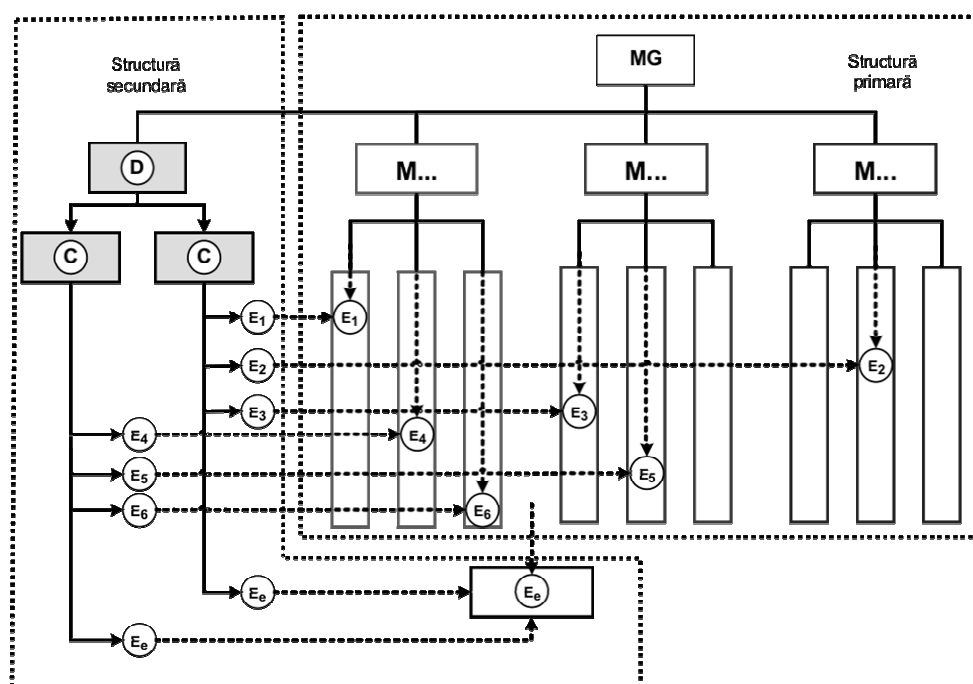 Structură
secundară
MG
Structură
primară
D
M...
M...
M...
C
C
E1
E1
E2
E2
E3
E3
E4
E4
E5
E5
E6
E6
Ee
Ee
Ee